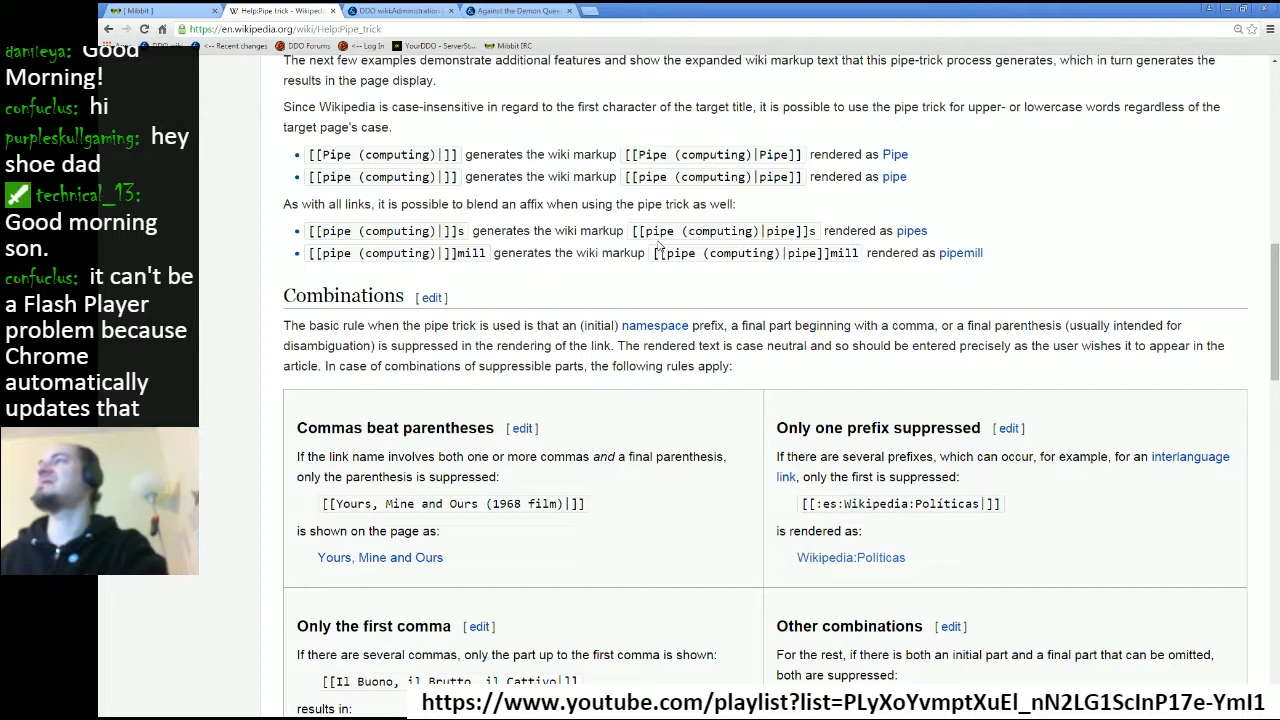 [ Mibbit ]
Help:Pipe trick - Wikiped
DDO wiki:Administration
Against the Demon Quee
https://en.wikipedia.org/wiki/Help:Pipe_trick
<-- Recent changes
DDO Forums
<-- Log In
YourDDO - ServerSt...
Mibbit IRC
danileya: Good
Morning!
confuclus: hi
purpleskullgaming: hey
shoe dad
technical_13:
Good morning
son.
confuclus: it can't be
a Flash Player
problem because
Chrome
automatically
updates that
The next few examples demonstrate additional features and show the expanded wiki markup text that this pipe-trick process generates, which in turn generates the
results in the page display.
Since Wikipedia is case-insensitive in regard to the first character of the target title, it is possible to use the pipe trick for upper- or lowercase words regardless of the
target page's case.
• [[Pipe (computing)|]] generates the wiki markup [[Pipe (computing)|Pipe]] rendered as Pipe
• [[pipe (computing)|]] generates the wiki markup [[pipe (computing)|pipe]] rendered as pipe
As with all links, it is possible to blend an affix when using the pipe trick as well:
• [[pipe (computing)|]]s generates the wiki markup [[pipe (computing)|pipe]]s rendered as pipes
• [[pipe (computing)|]]mill generates the wiki markup [[pipe (computing)|pipe]]mill rendered as pipemill
Combinations [ edit ]
The basic rule when the pipe trick is used is that an (initial) namespace prefix, a final part beginning with a comma, or a final parenthesis (usually intended for
disambiguation) is suppressed in the rendering of the link. The rendered text is case neutral and so should be entered precisely as the user wishes it to appear in the
article. In case of combinations of suppressible parts, the following rules apply:
Commas beat parentheses [ edit ]
If the link name involves both one or more commas and a final parenthesis,
only the parenthesis is suppressed:
[[Yours, Mine and Ours (1968 film)|]]
is shown on the page as:
Yours, Mine and Ours
Only one prefix suppressed [ edit ]
If there are several prefixes, which can occur, for example, for an interlanguage
link, only the first is suppressed:
[[:es:Wikipedia:Políticas|]]
is rendered as:
Wikipedia:Políticas
Only the first comma [ edit ]
If there are several commas, only the part up to the first comma is shown:
[[Il Buono, il Brutto, il Cattivo|]]
results in:
Other combinations [ edit ]
For the rest, if there is both an initial part and a final part that can be omitted,
both are suppressed:
https://www.youtube.com/playlist?list=PLyXoYvmptXuEl_nN2LG1ScInP17e-YmI1